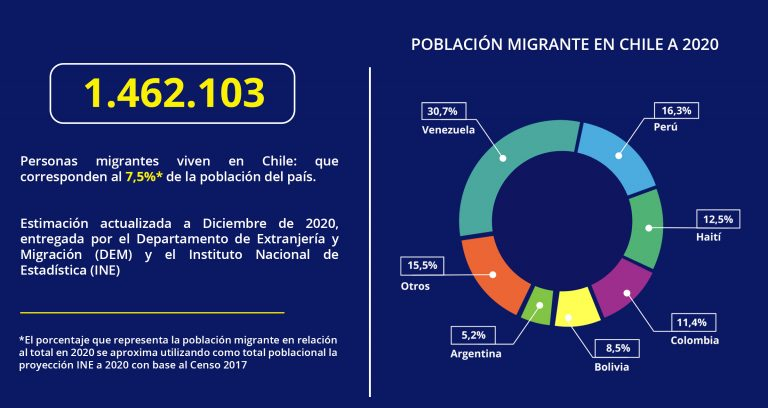 POBLACIÓN MIGRANTE EN CHILE A 2020
1.462.103
Personas migrantes viven en Chile: que
corresponden al 7,5%* de la población del país.
Estimación actualizada a Diciembre de 2020,
entregada por el Departamento de Extranjería y
Migración (DEM) y el Instituto Nacional de
Estadística (INE)
*El porcentaje que representa la población migrante en relación
al total en 2020 se aproxima utilizando como total poblacional la
proyección INE a 2020 con base al Censo 2017
30,7%
Venezuela
16,3%
Perú
12,5%
Haití
11,4%
Colombia
8,5%
Bolivia
5,2%
Argentina
15,5%
Otros